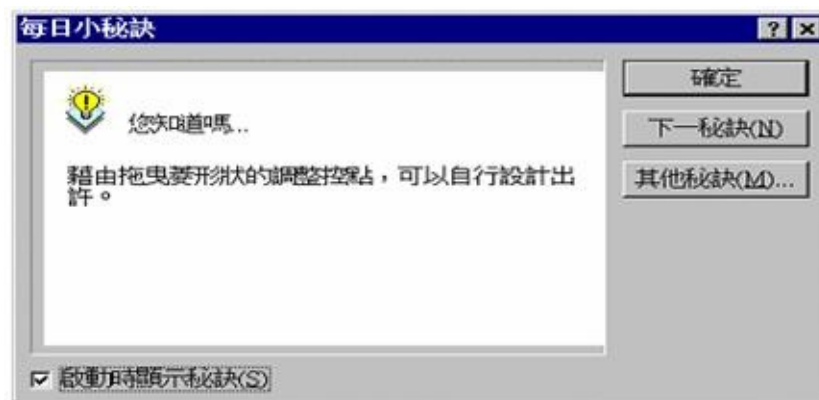 每日小秘訣
確定
您知道嗎...
下一秘訣(N)
藉由拖曳菱形狀的調整控點，可以自行設計出
許。
其他秘訣(M)...
啟動時顯示秘訣(S)